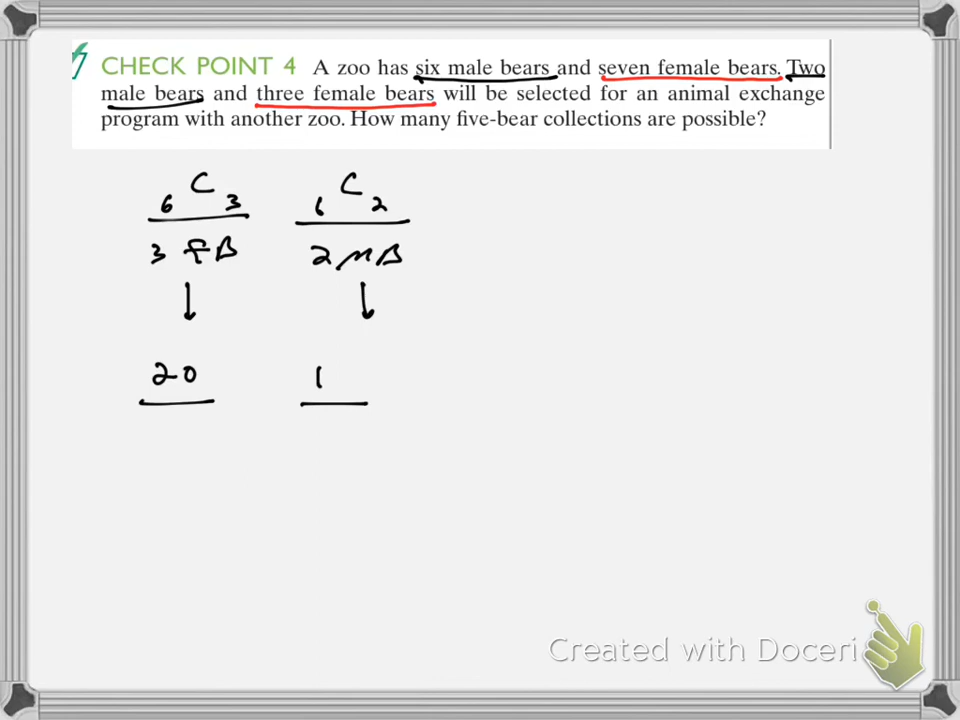 CHECK POINT 4 A zoo has six male bears and seven female bears. Two
male bears and three female bears will be selected for an animal exchange
program with another zoo. How many five-bear collections are possible?
6 C 3 6 C 2
3 FB 2 MB
20 1
Created with Doceri